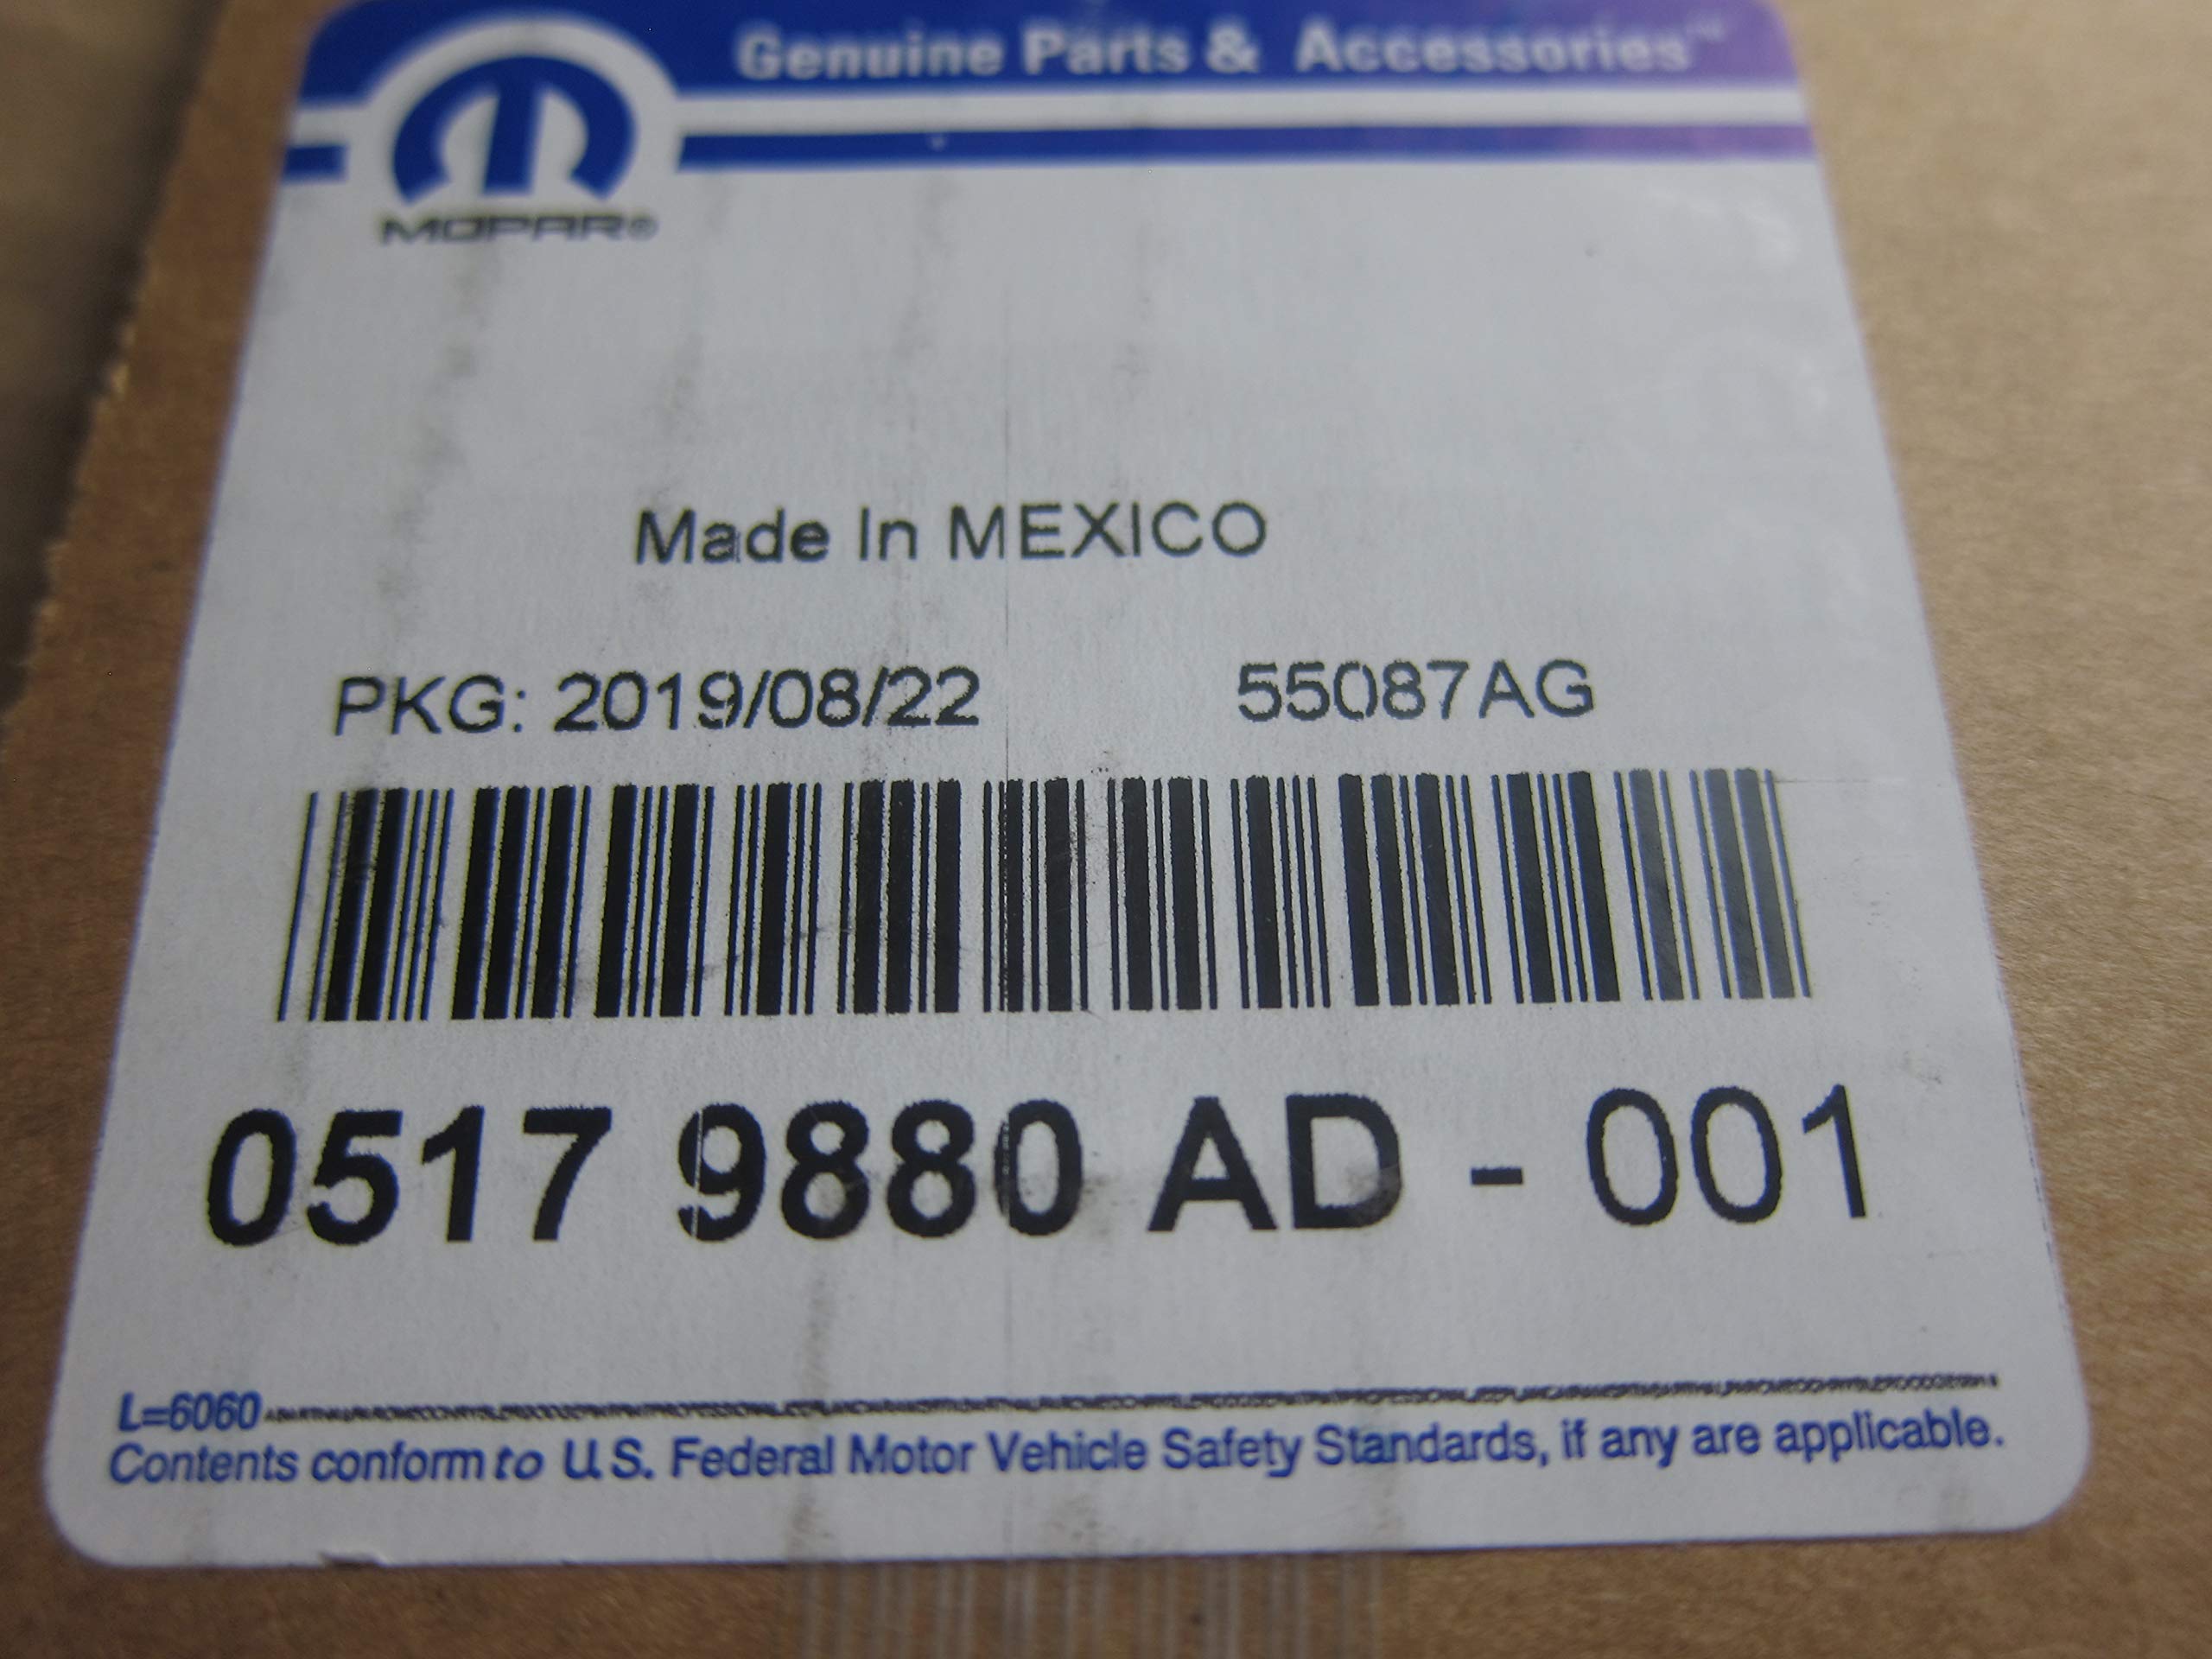 Genuine Parts & Accessories™
MOPAR®
Made In MEXICO
PKG: 2019/08/22 55087AG
0517 9880 AD - 001
L=6060
Contents conform to U.S. Federal Motor Vehicle Safety Standards, if any are applicable.